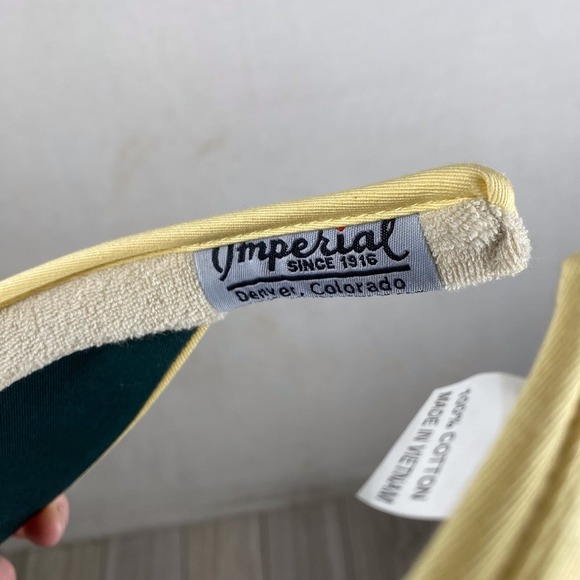 Imperial
SINCE 1916
Denver, Colorado
100% COTTON
MADE IN VIETNAM